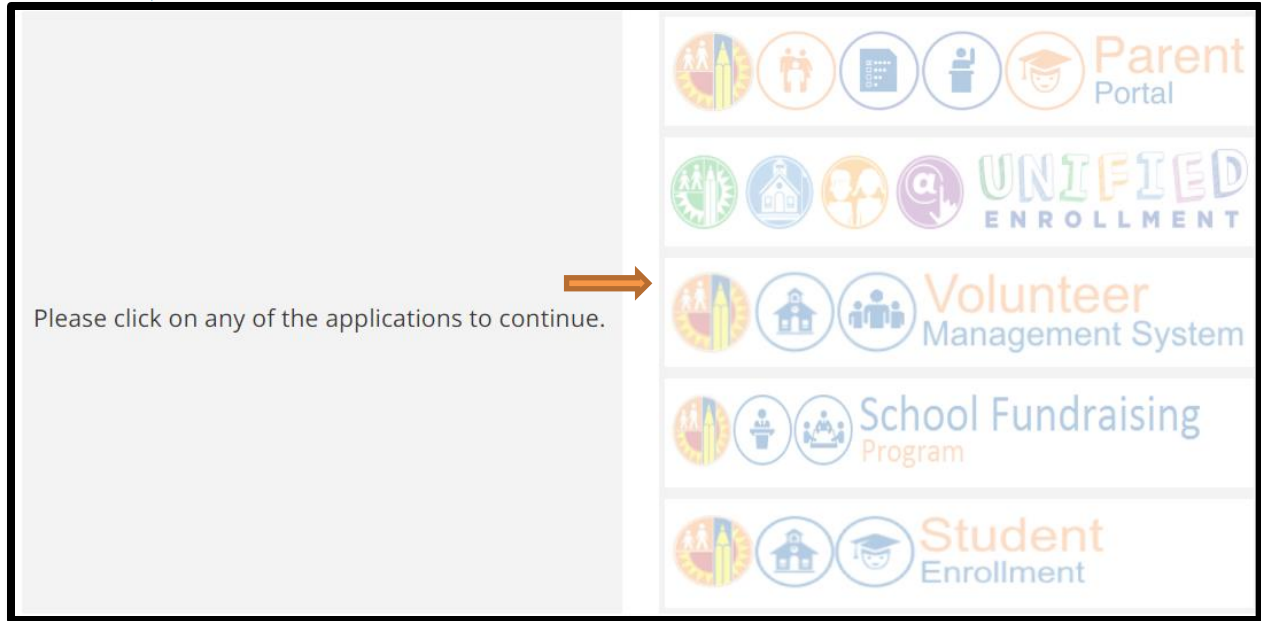 Please click on any of the applications to continue.
Parent
Portal
UNIFIED
ENROLLMENT
Volunteer
Management System
School Fundraising
Program
Student
Enrollment